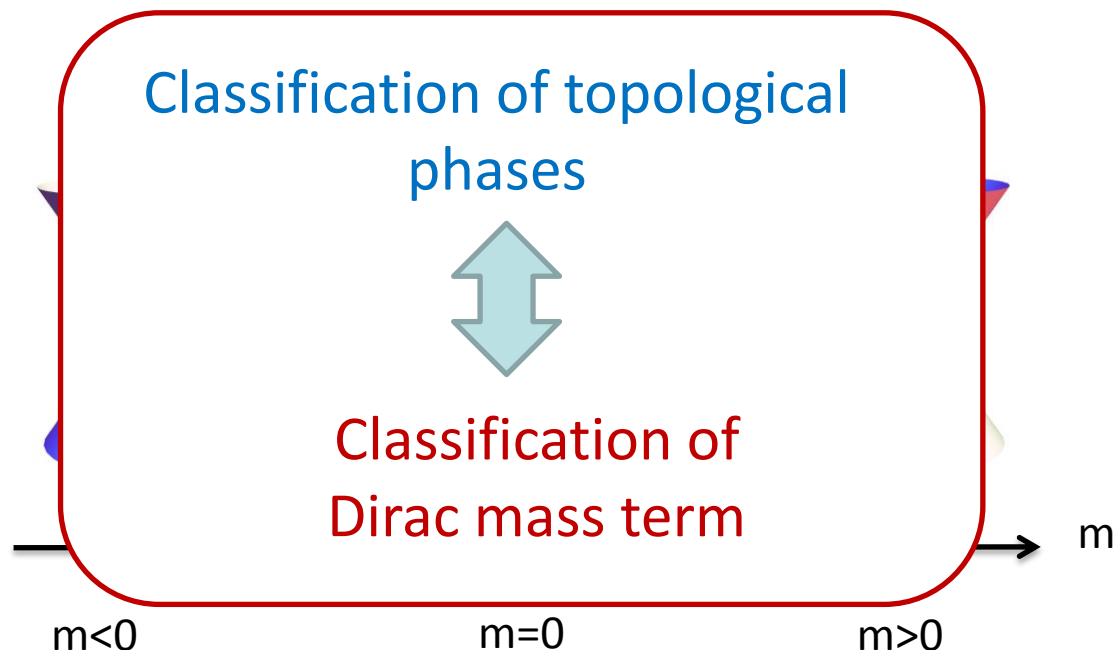 Classification of topological
phases
Classification of
Dirac mass term
m
m<0
m=0
m>0